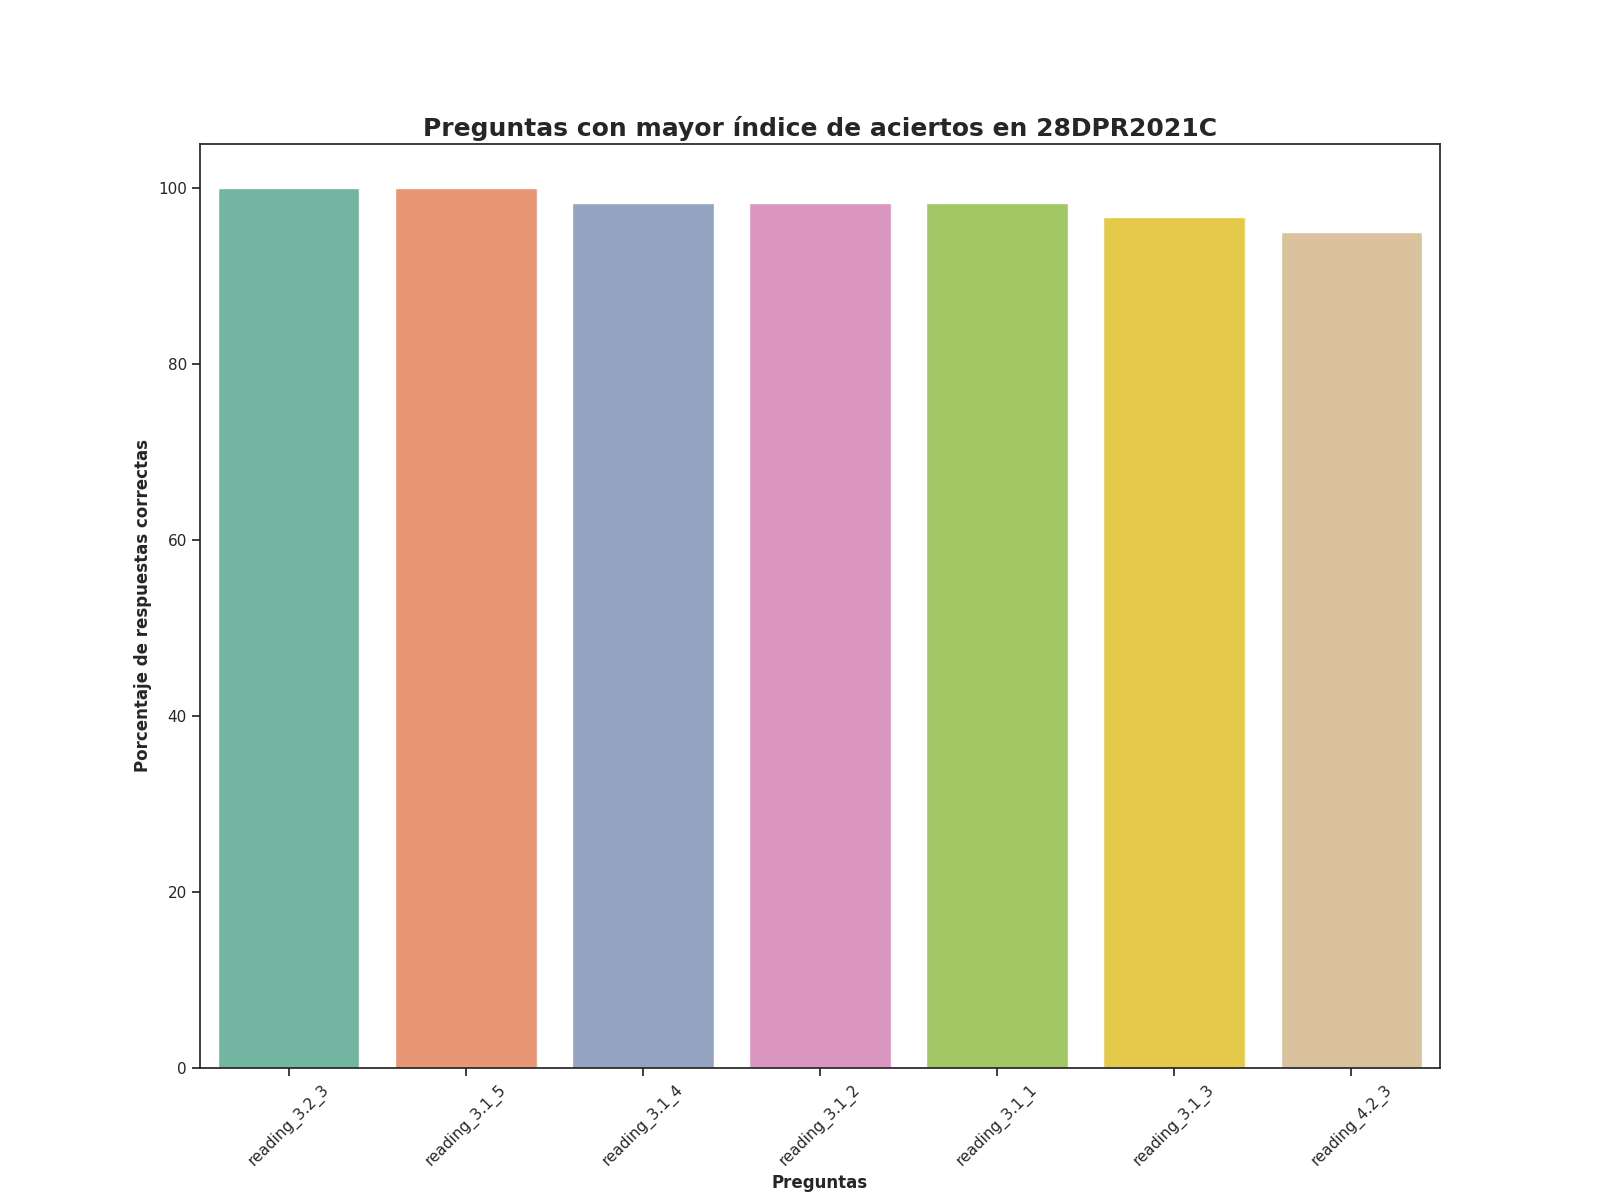 Preguntas con mayor índice de aciertos en 28DPR2021C
Porcentaje de respuestas correctas
100
80
60
40
20
0
reading_3.2_3
reading_3.1_5
reading_3.1_4
reading_3.1_2
reading_3.1_1
reading_3.1_3
reading_4.2_3
Preguntas